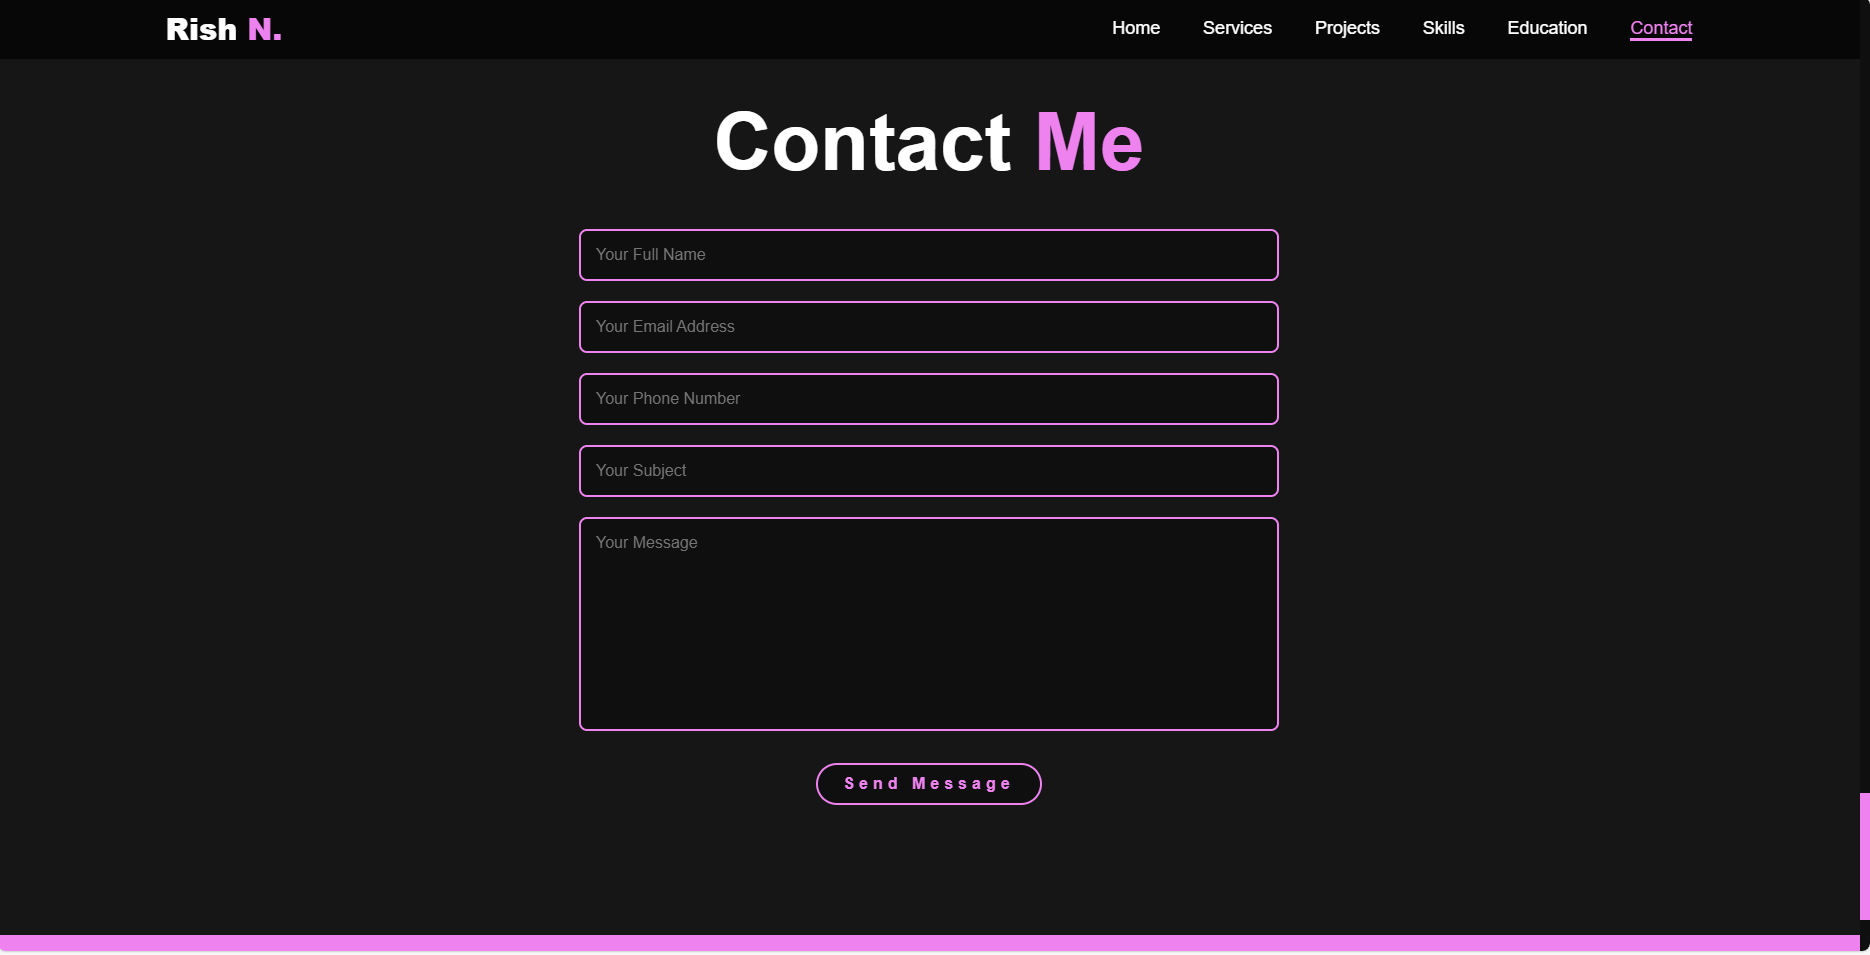 Rish N.
Home Services Projects Skills Education Contact
Contact Me
Your Full Name
Your Email Address
Your Phone Number
Your Subject
Your Message
Send Message